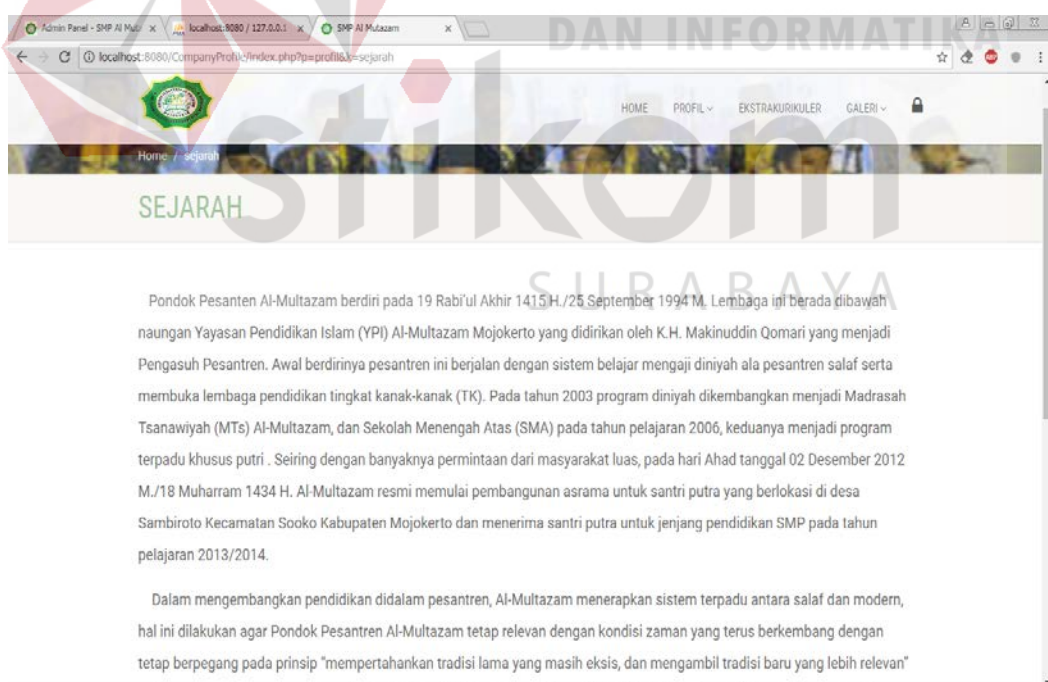 DAN INFORMATIKA
Admin Panel - SMP Al Mut
localhost:8080 / 127.0.0.1
SMP Al Mutazam
localhost:8080/CompanyProfile/index.php?p=profil&k=sejarah
HOME PROFIL EKSTRAKURIKULER GALERI
stikom
Home / sejarah
SEJARAH
SURABAYA
Pondok Pesanten Al-Multazam berdiri pada 19 Rabi'ul Akhir 1415 H./25 September 1994 M. Lembaga ini berada dibawah
naungan Yayasan Pendidikan Islam (YPI) Al-Multazam Mojokerto yang didirikan oleh K.H. Makinuddin Qomari yang menjadi
Pengasuh Pesantren. Awal berdirinya pesantren ini berjalan dengan sistem belajar mengaji diniyah ala pesantren salaf serta
membuka lembaga pendidikan tingkat kanak-kanak (TK). Pada tahun 2003 program diniyah dikembangkan menjadi Madrasah
Tsanawiyah (MTs) Al-Multazam, dan Sekolah Menengah Atas (SMA) pada tahun pelajaran 2006, keduanya menjadi program
terpadu khusus putri . Seiring dengan banyaknya permintaan dari masyarakat luas, pada hari Ahad tanggal 02 Desember 2012
M./18 Muharram 1434 H. Al-Multazam resmi memulai pembangunan asrama untuk santri putra yang berlokasi di desa
Sambiroto Kecamatan Sooko Kabupaten Mojokerto dan menerima santri putra untuk jenjang pendidikan SMP pada tahun
pelajaran 2013/2014.
Dalam mengembangkan pendidikan didalam pesantren, Al-Multazam menerapkan sistem terpadu antara salaf dan modern,
hal ini dilakukan agar Pondok Pesantren Al-Multazam tetap relevan dengan kondisi zaman yang terus berkembang dengan
tetap berpegang pada prinsip "mempertahankan tradisi lama yang masih eksis, dan mengambil tradisi baru yang lebih relevan"